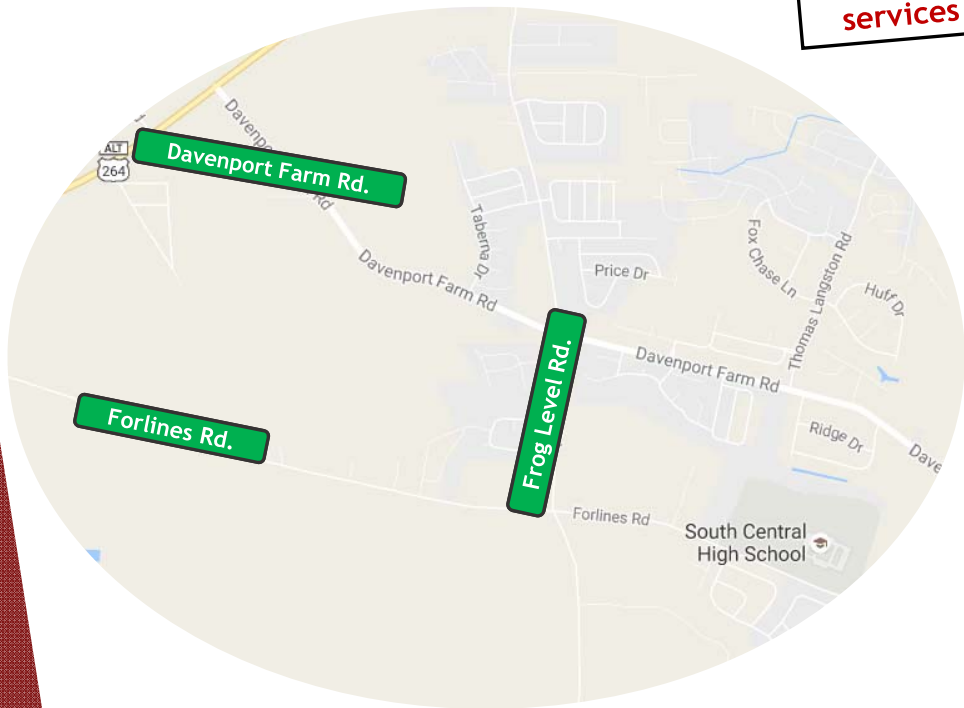 services
Davenport Farm Rd.
ALT
264
Rd
Taberna Dr
Davenport Farm Rd
Price Dr
Fox Chase Ln
Thomas Langston Rd
Huff Dr
Frog Level Rd.
Davenport Farm Rd
Forlines Rd.
Ridge Dr
Forlines Rd
South Central
High School